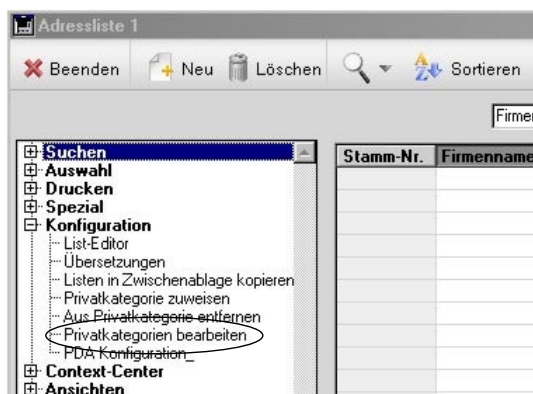 Adressliste 1
Beenden Neu Löschen Sortieren
Firmen
Suchen
Auswahl
Drucken
Spezial
Konfiguration
List-Editor
Übersetzungen
Listen in Zwischenablage kopieren
Privatkategorie zuweisen
Aus Privatkategorie entfernen
Privatkategorien bearbeiten
PDA Konfiguration_
Context-Center
Ansichten
Stamm-Nr. Firmenname